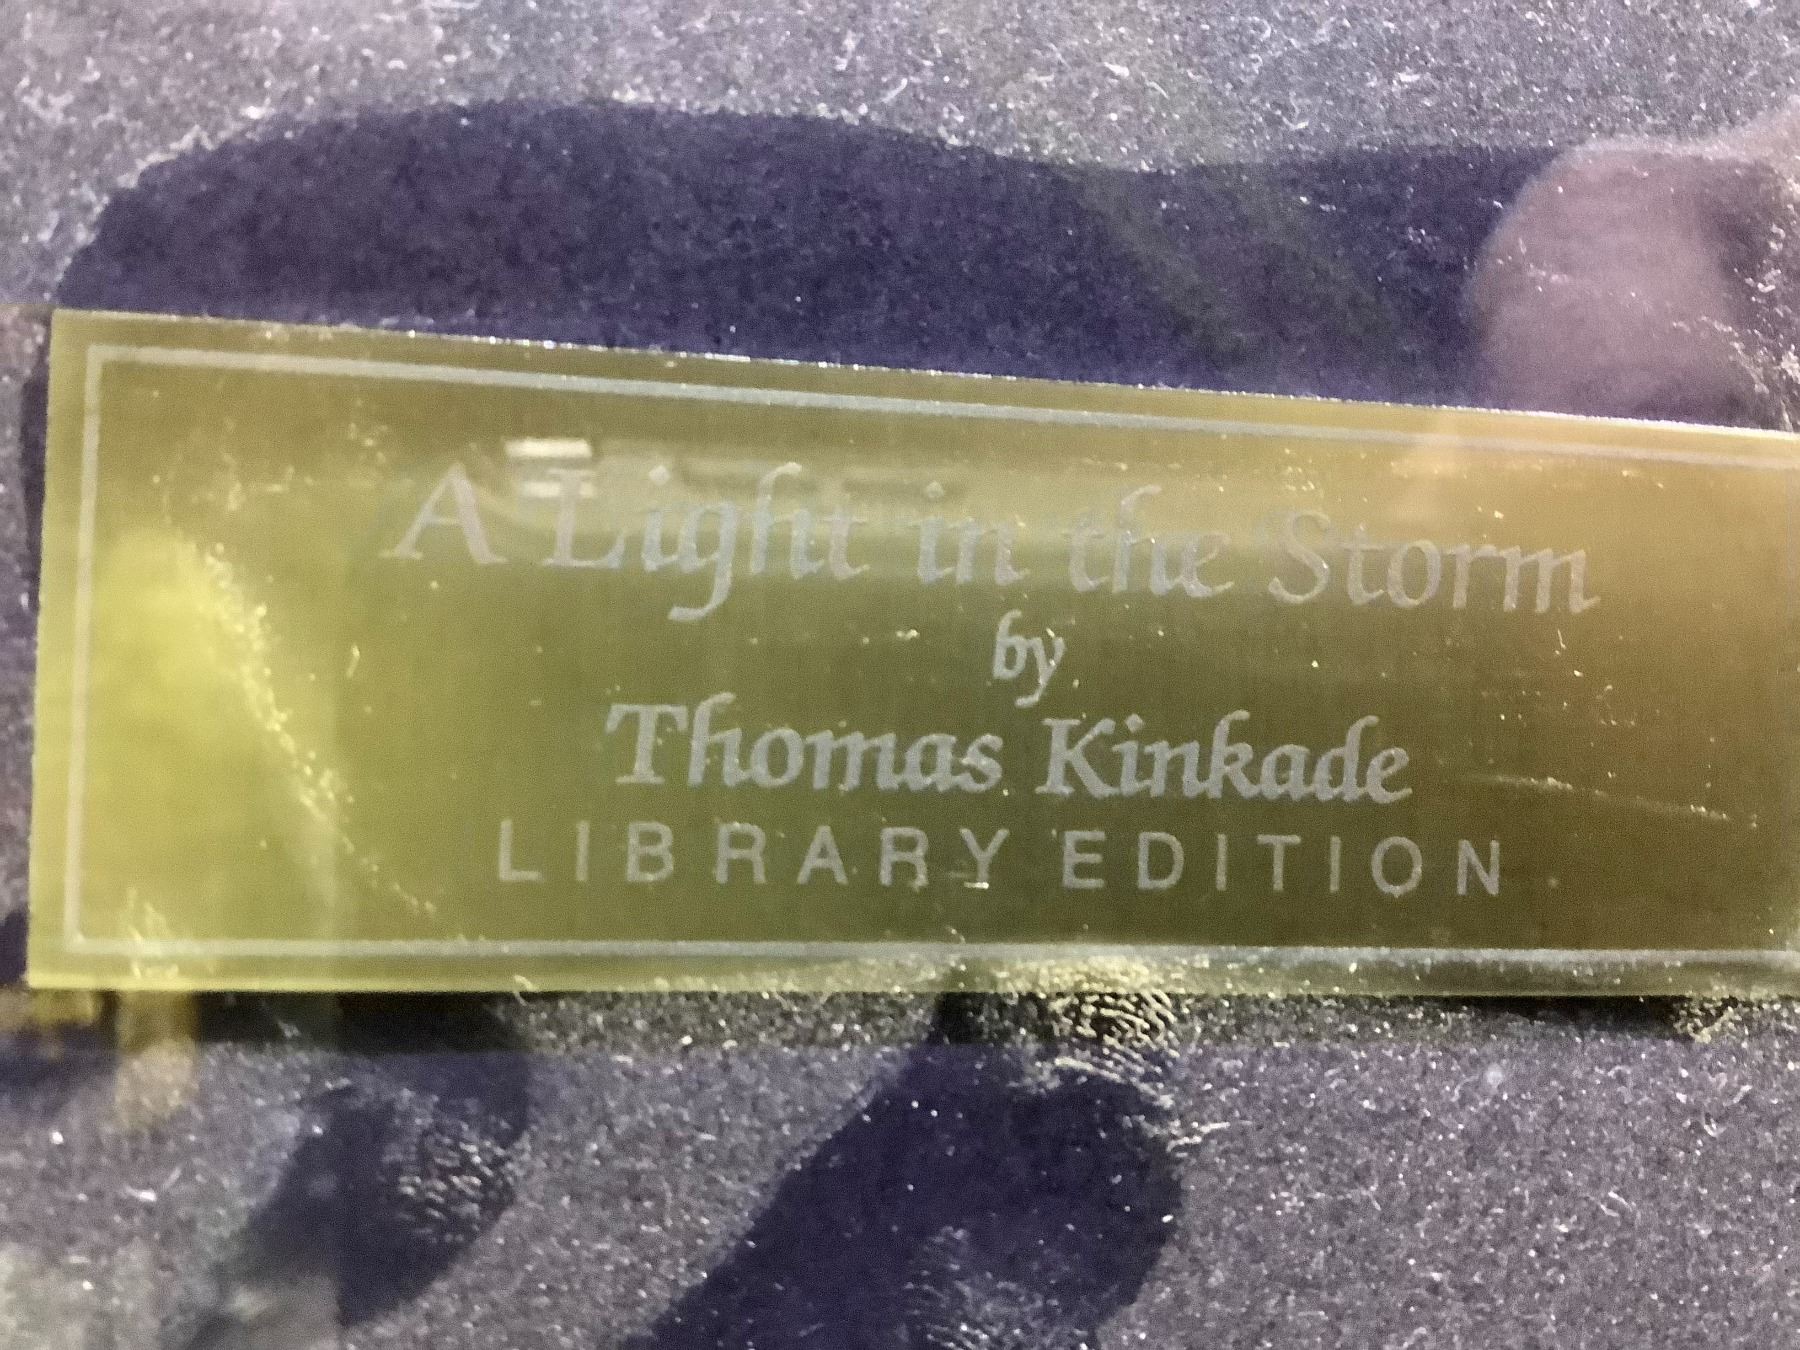 A Light in the Storm
by
Thomas Kinkade
LIBRARY EDITION